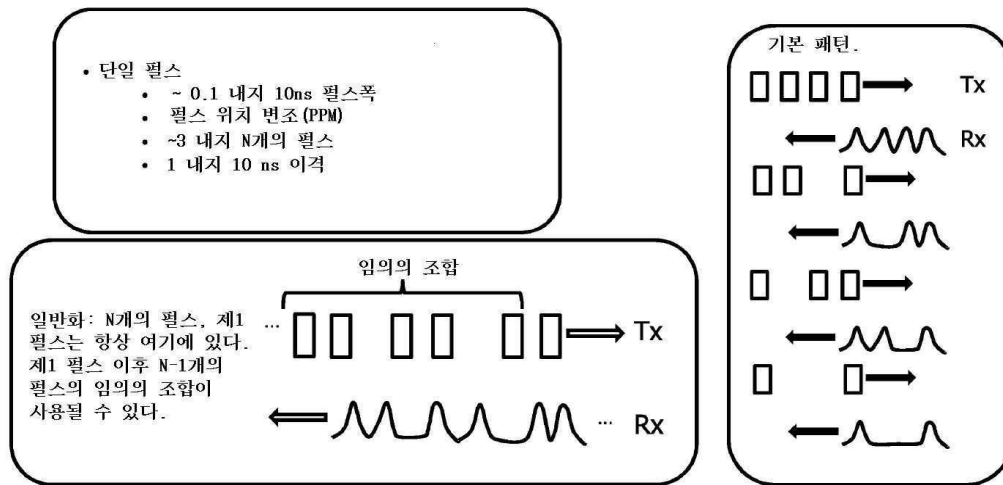 • 단일 펄스
• ~ 0.1 내지 10ns 펄스폭
• 펄스 위치 변조(PPM)
• ~3 내지 N개의 펄스
• 1 내지 10 ns 이격
임의의 조합
일반화: N개의 펄스, 제1
펄스는 항상 여기에 있다.
제1 펄스 이후 N-1개의
펄스의 임의의 조합이
사용될 수 있다.
...
Tx
...
Rx
기본 패턴.
Tx
Rx